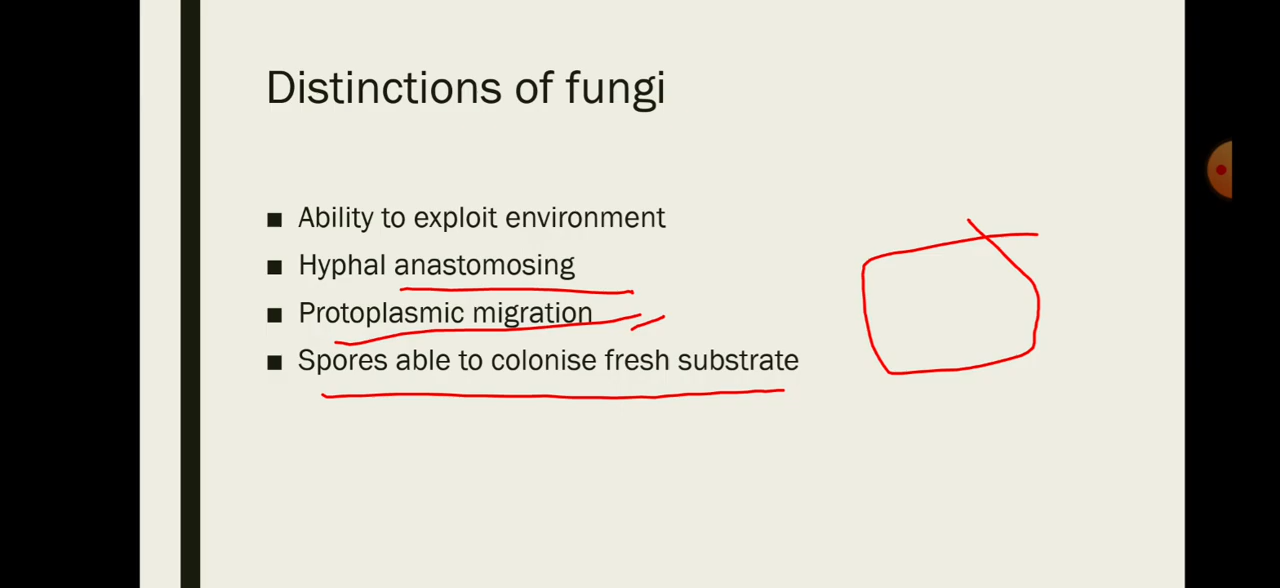 Distinctions of fungi
■ Ability to exploit environment
■ Hyphal anastomosing
■ Protoplasmic migration
■ Spores able to colonise fresh substrate